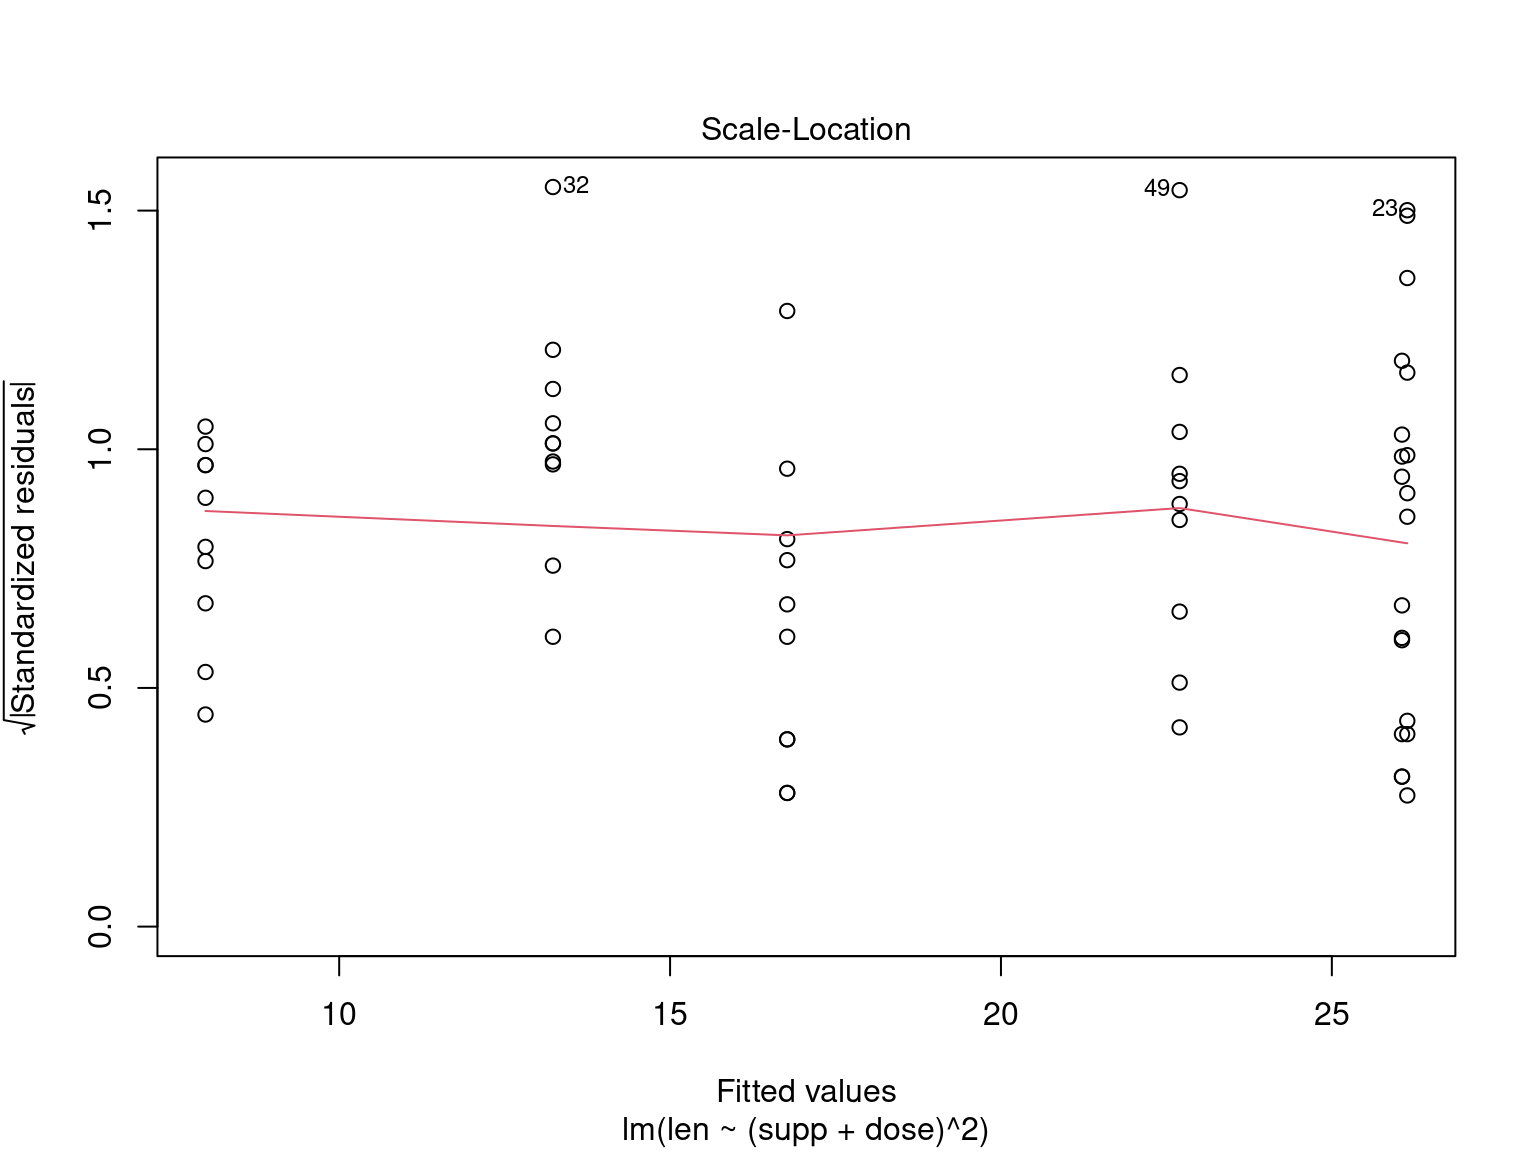 Scale-Location
√|Standardized residuals|
1.5
1.0
0.5
0.0
32
49
23
10
15
20
25
Fitted values
lm(len ~ (supp + dose)^2)